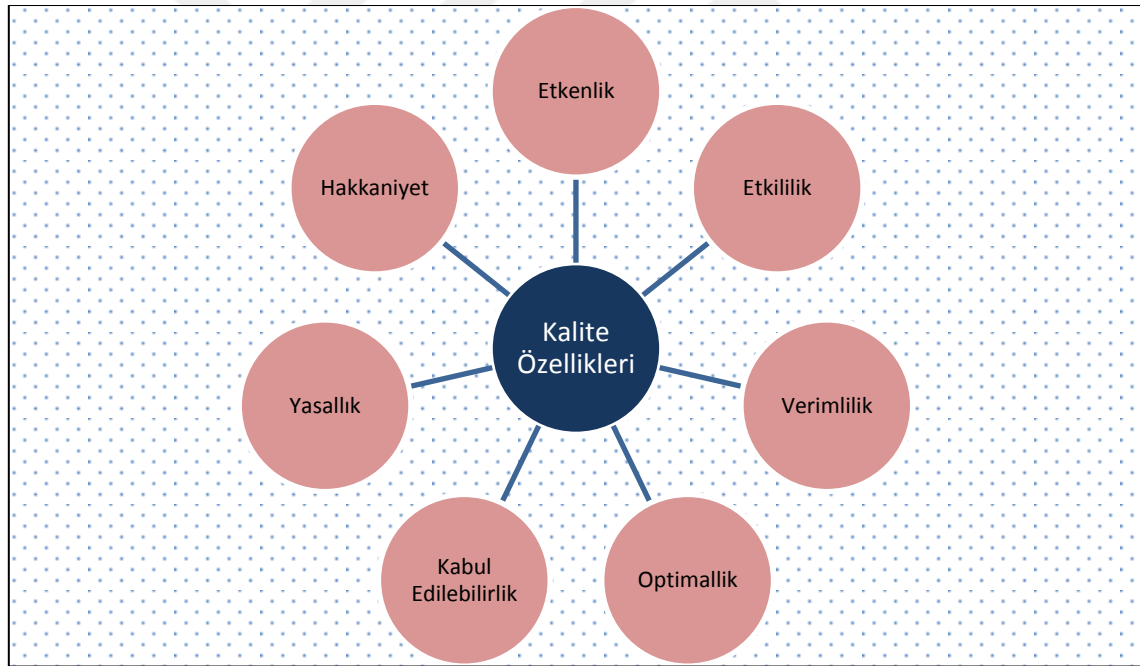 Etkenlik
Etkililik
Verimlilik
Optimallik
Kabul
Edilebilirlik
Yasallık
Hakkaniyet
Kalite
Özellikleri